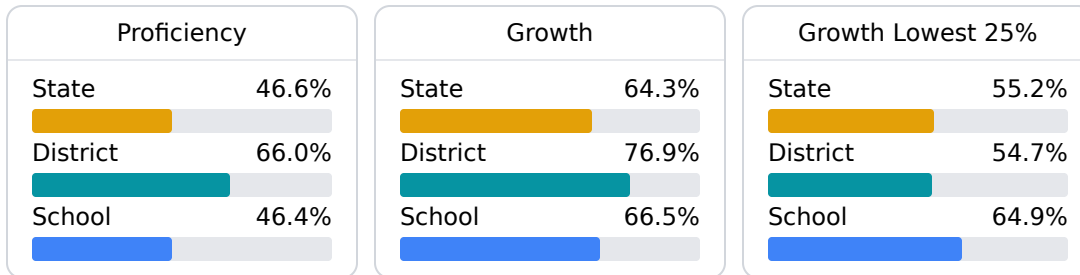 Proficiency
State 46.6%
District 66.0%
School 46.4%
Growth
State 64.3%
District 76.9%
School 66.5%
Growth Lowest 25%
State 55.2%
District 54.7%
School 64.9%